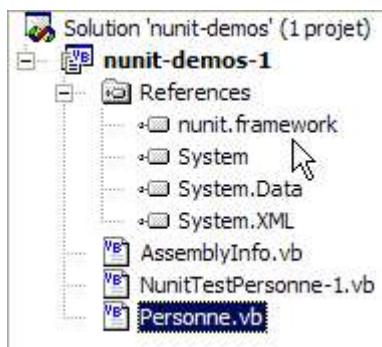 Solution 'nunit-demos' (1 projet)
nunit-demos-1
References
nunit.framework
System
System.Data
System.XML
AssemblyInfo.vb
NunitTestPersonne-1.vb
Personne.vb